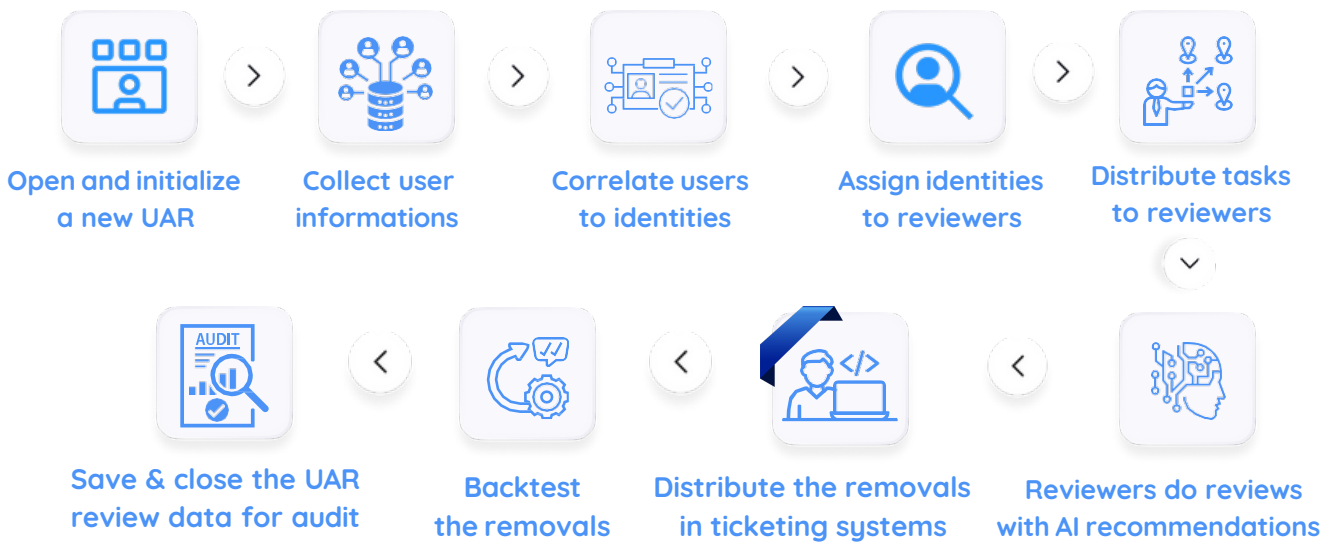 Open and initialize
a new UAR
Collect user
informations
Correlate users
to identities
Assign identities
to reviewers
Distribute tasks
to reviewers
Reviewers do reviews
with AI recommendations
</>
Distribute the removals
in ticketing systems
Backtest
the removals
AUDIT
Save & close the UAR
review data for audit